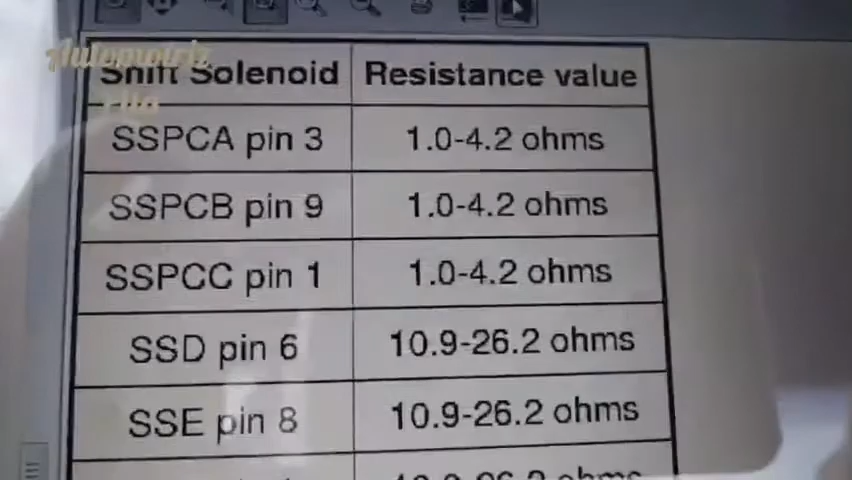 Automotriz
Shift Solenoid Resistance value
SSPCA pin 3 1.0-4.2 ohms
SSPCB pin 9 1.0-4.2 ohms
SSPCC pin 1 1.0-4.2 ohms
SSD pin 6 10.9-26.2 ohms
SSE pin 8 10.9-26.2 ohms
ohms